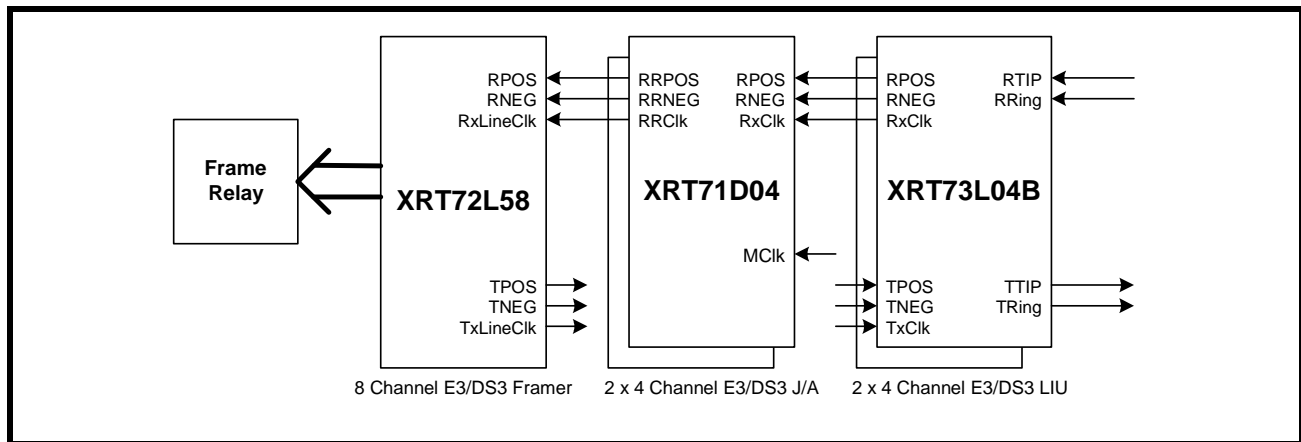 Frame
Relay
RPOS
RNEG
RxLineClk
XRT72L58
TPOS
TNEG
TxLineClk
8 Channel E3/DS3 Framer
RRPOS
RRNEG
RRClk
RPOS
RNEG
RxClk
XRT71D04
MClk
2 x 4 Channel E3/DS3 J/A
RPOS
RNEG
RxClk
RTIP
RRing
XRT73L04B
TPOS
TNEG
TxClk
TTIP
TRing
2 x 4 Channel E3/DS3 LIU